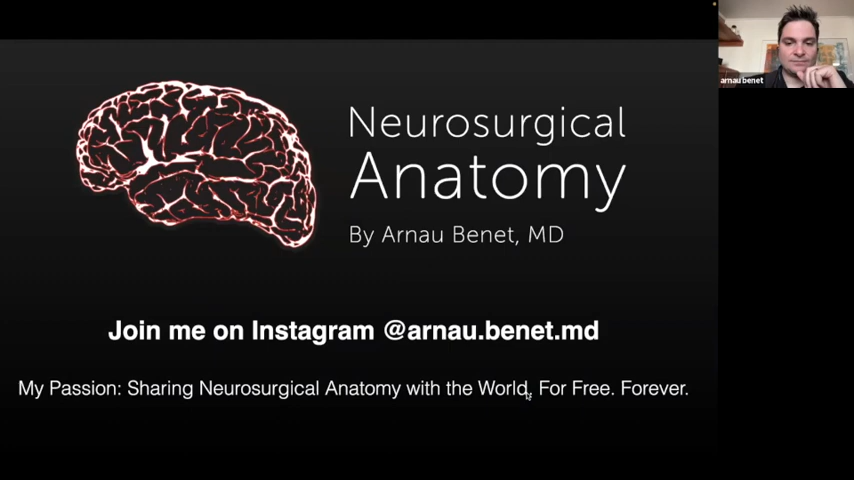 Neurosurgical
Anatomy
By Arnau Benet, MD
arnau benet
Join me on Instagram @arnau.benet.md
My Passion: Sharing Neurosurgical Anatomy with the World, For Free. Forever.